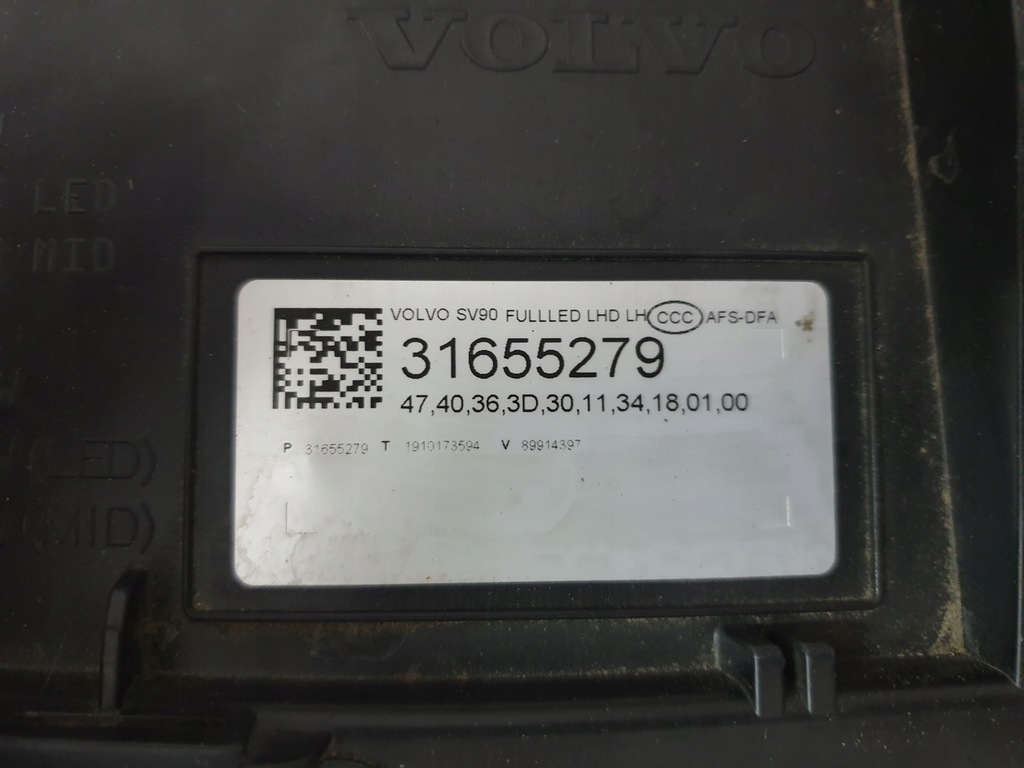 VOLVO
LED
MID
VOLVO SV90 FULLLED LHD LH CCC AFS-DFA
31655279
47,40,36,3D,30,11,34,18,01,00
P 31655279 T 1910173594 V 89914397
LED)
(MID)